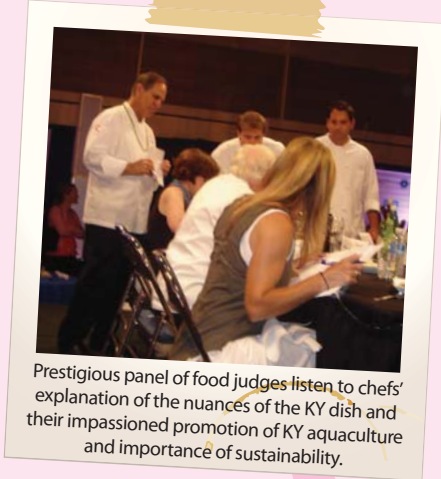 Prestigious panel of food judges listen to chefs'
explanation of the nuances of the KY dish and
their impassioned promotion of KY aquaculture
and importance of sustainability.